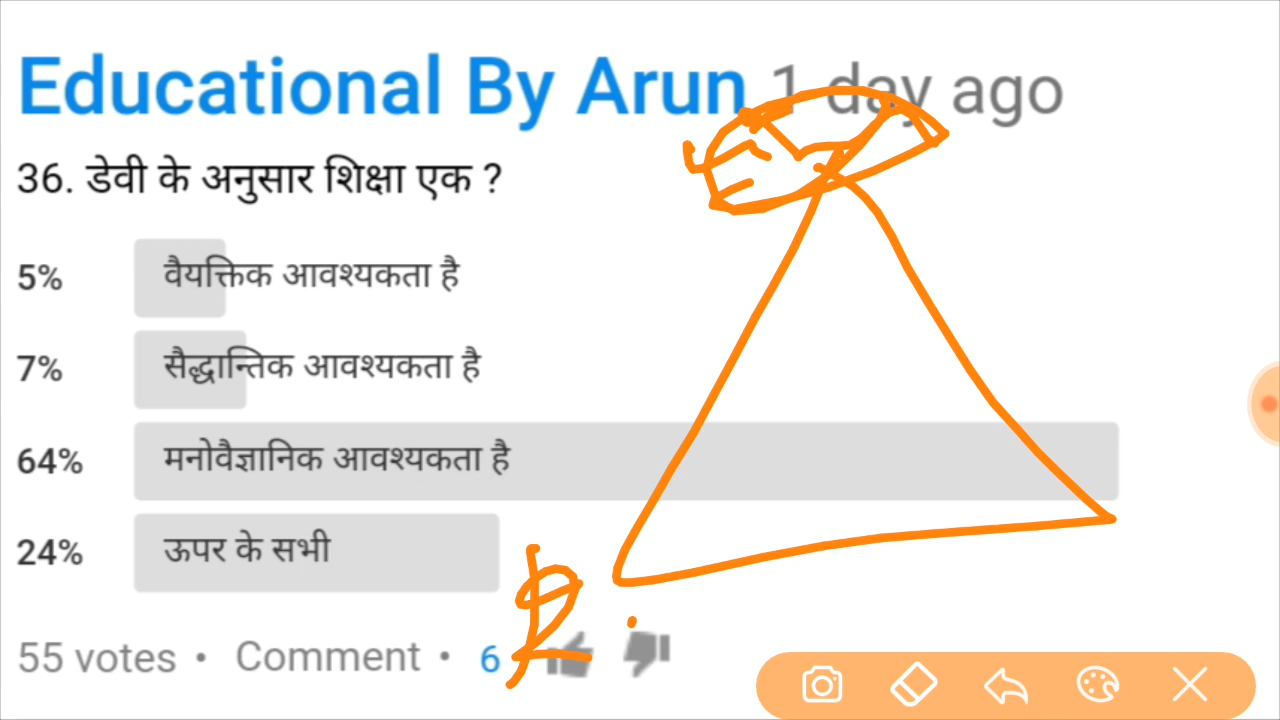 Educational By Arun 1 day ago
36. डेवी के अनुसार शिक्षा एक ?
5% वैयक्तिक आवश्यकता है
7% सैद्धान्तिक आवश्यकता है
64% मनोवैज्ञानिक आवश्यकता है
24% ऊपर के सभी
55 votes • Comment • 6